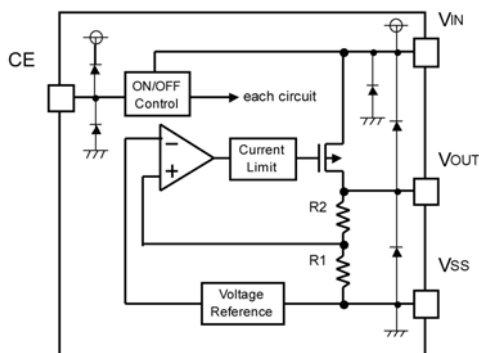 VIN
CE
ON/OFF
Control
each circuit
−
+
Current
Limit
VOUT
R2
R1
VSS
Voltage
Reference